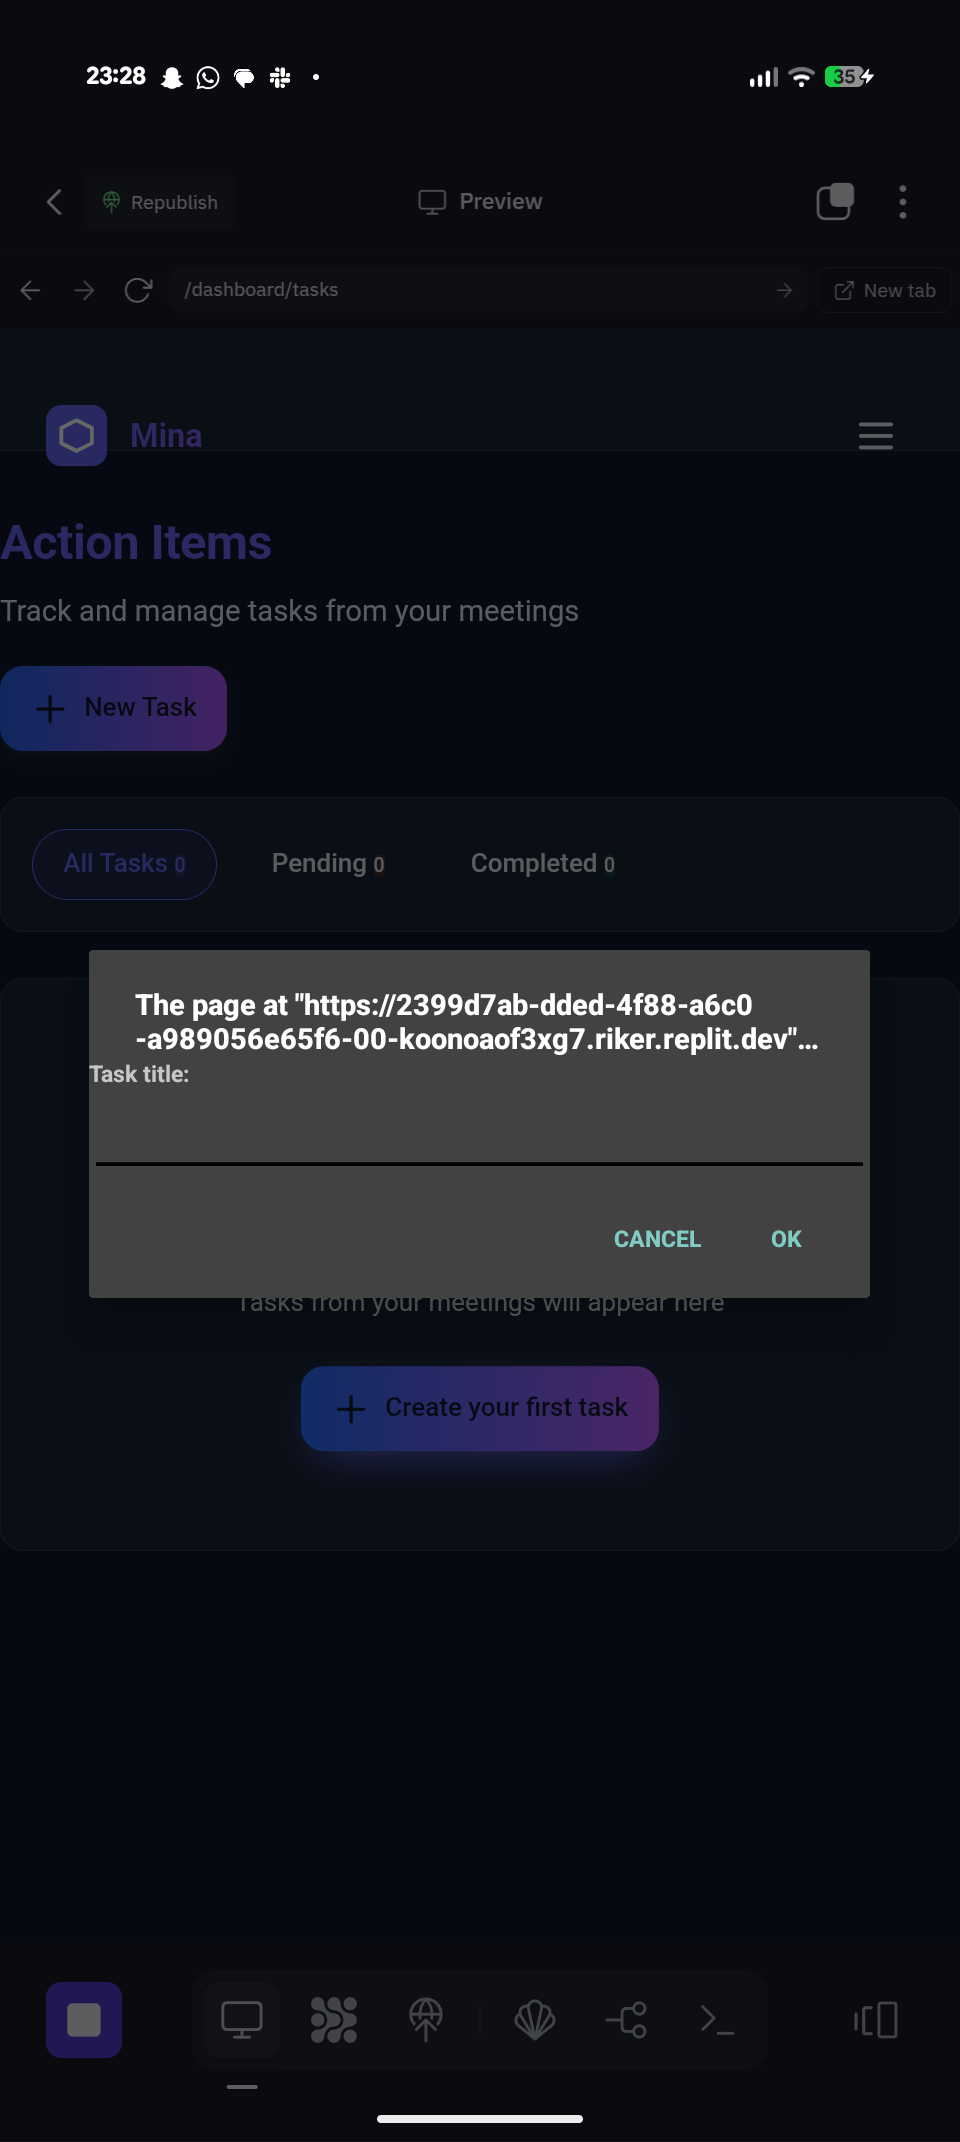 23:28
35
Republish
Preview
/dashboard/tasks
New tab
Mina
Action Items
Track and manage tasks from your meetings
New Task
All Tasks 0
Pending 0
Completed 0
The page at "https://2399d7ab-dded-4f88-a6c0
-a989056e65f6-00-koonoaof3xg7.riker.replit.dev"...
Task title:
CANCEL
OK
Tasks from your meetings will appear here
Create your first task